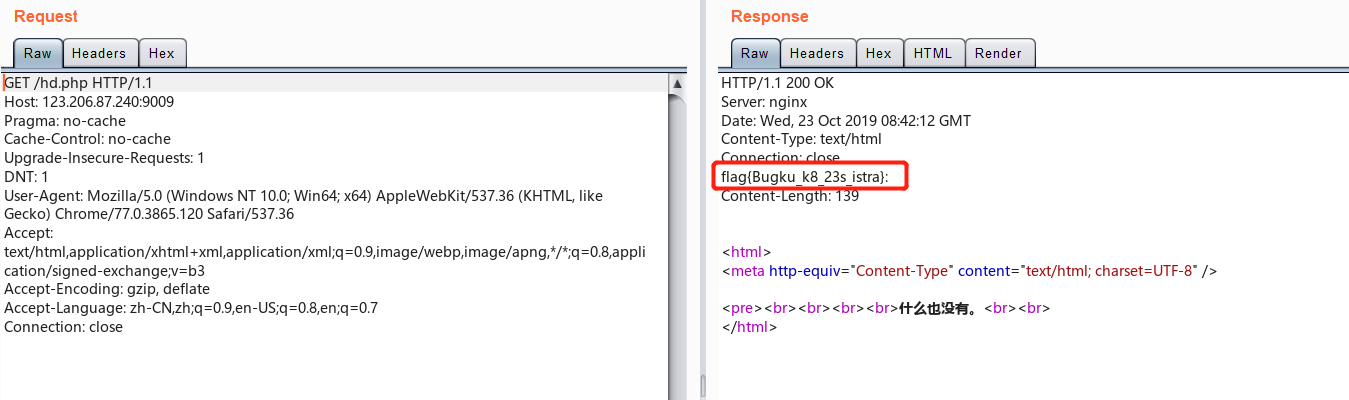 Request
Raw Headers Hex
GET /hd.php HTTP/1.1
Host: 123.206.87.240:9009
Pragma: no-cache
Cache-Control: no-cache
Upgrade-Insecure-Requests: 1
DNT: 1
User-Agent: Mozilla/5.0 (Windows NT 10.0; Win64; x64) AppleWebKit/537.36 (KHTML, like
Gecko) Chrome/77.0.3865.120 Safari/537.36
Accept:
text/html,application/xhtml+xml,application/xml;q=0.9,image/webp,image/apng,*/*;q=0.8,appli
cation/signed-exchange;v=b3
Accept-Encoding: gzip, deflate
Accept-Language: zh-CN,zh;q=0.9,en-US;q=0.8,en;q=0.7
Connection: close
Response
Raw Headers Hex HTML Render
HTTP/1.1 200 OK
Server: nginx
Date: Wed, 23 Oct 2019 08:42:12 GMT
Content-Type: text/html
Connection: close
flag{Bugku_k8_23s_istra}:
Content-Length: 139
<html>
<meta http-equiv="Content-Type" content="text/html; charset=UTF-8" />
<pre><br><br><br><br>什么也没有。<br><br>
</html>